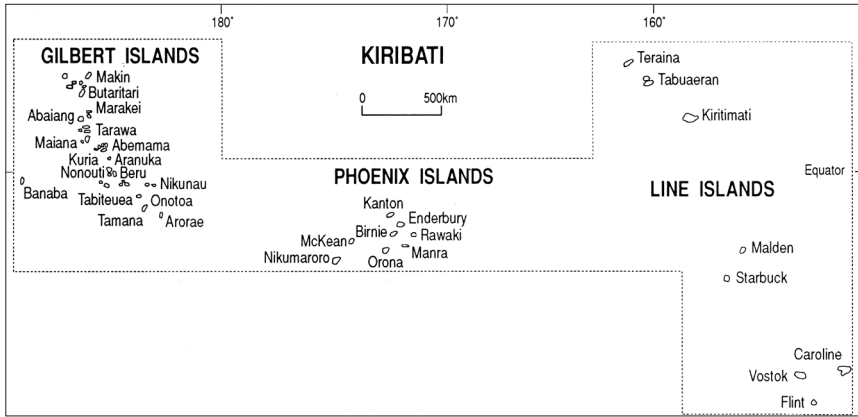 180°
170°
160°
GILBERT ISLANDS
KIRIBATI
0 500km
Makin
Butaritari
Abaiang
Marakei
Tarawa
Maiana
Abemama
Kuria
Aranuka
Nonouti
Beru
Nikunau
Banaba
Tabiteuea
Onotoa
Tamana
Arorae
PHOENIX ISLANDS
Kanton
Enderbury
Birnie
Rawaki
McKean
Manra
Nikumaroro
Orona
Teraina
Tabuaeran
Kiritimati
Equator
LINE ISLANDS
Malden
Starbuck
Caroline
Vostok
Flint